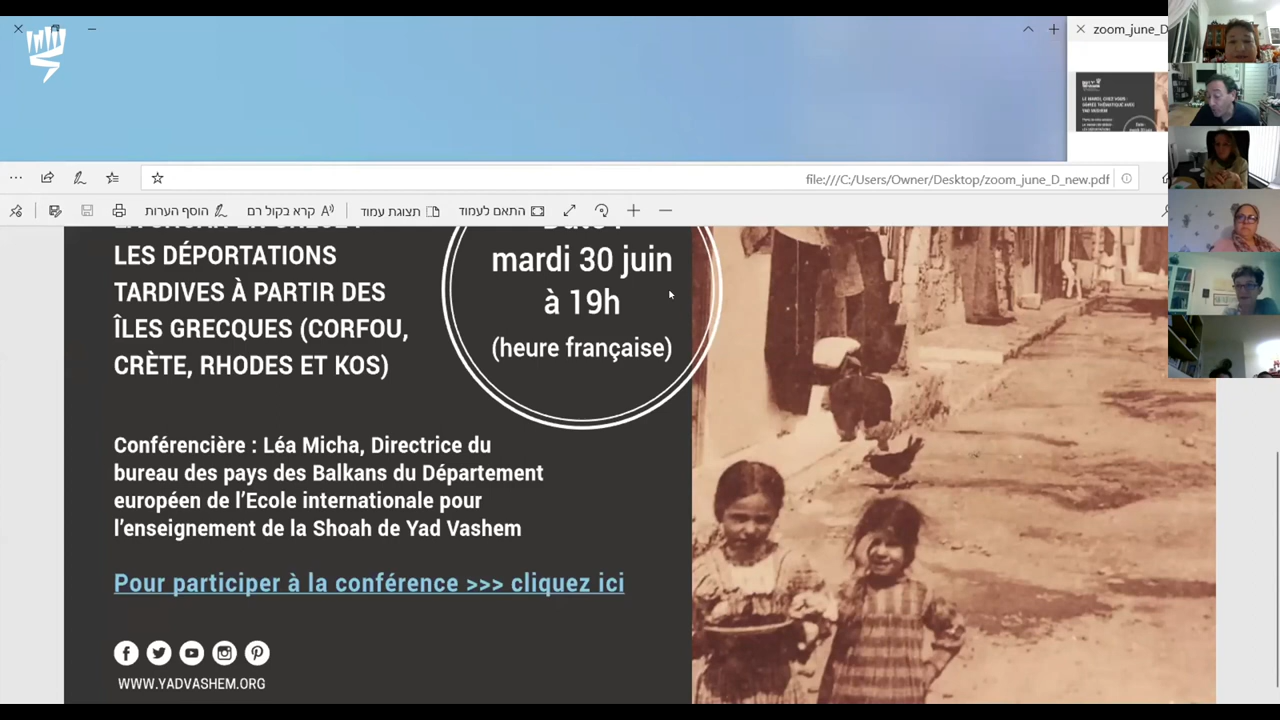 zoom_june_D
file:///C:/Users/Owner/Desktop/zoom_june_D_new.pdf
הוסף הערות
קרא בקול רם
תצוגת עמוד
התאם לעמוד
LES DÉPORTATIONS
TARDIVES À PARTIR DES
ÎLES GRECQUES (CORFOU,
CRÈTE, RHODES ET KOS)
mardi 30 juin
à 19h
(heure française)
Conférencière : Léa Micha, Directrice du
bureau des pays des Balkans du Département
européen de l'Ecole internationale pour
l'enseignement de la Shoah de Yad Vashem
Pour participer à la conférence >>> cliquez ici
WWW.YADVASHEM.ORG